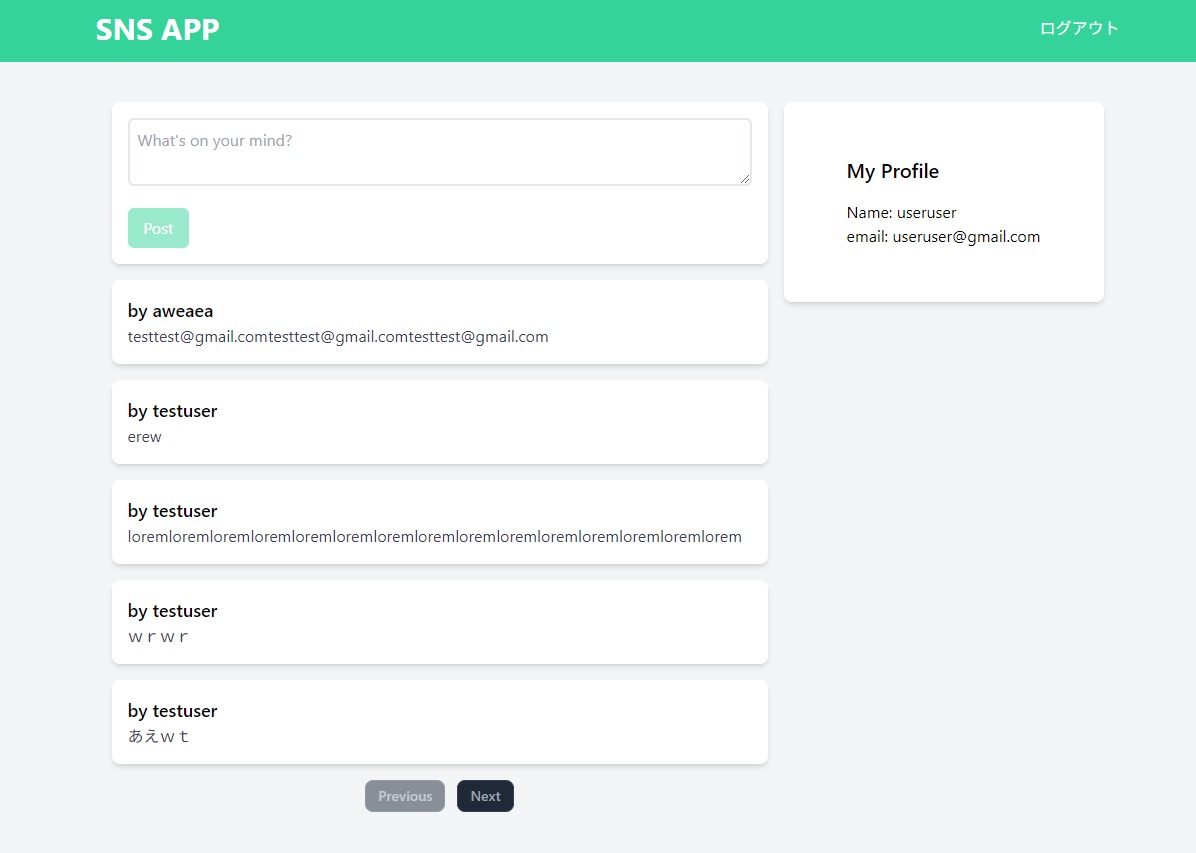 SNS APP
ログアウト
What's on your mind?
Post
by aweaea
testtest@gmail.comtesttest@gmail.comtesttest@gmail.com
by testuser
erew
by testuser
loremloremloremloremloremloremloremloremloremloremloremloremloremloremlorem
by testuser
ｗｒｗｒ
by testuser
あえｗｔ
Previous
Next
My Profile
Name: useruser
email: useruser@gmail.com